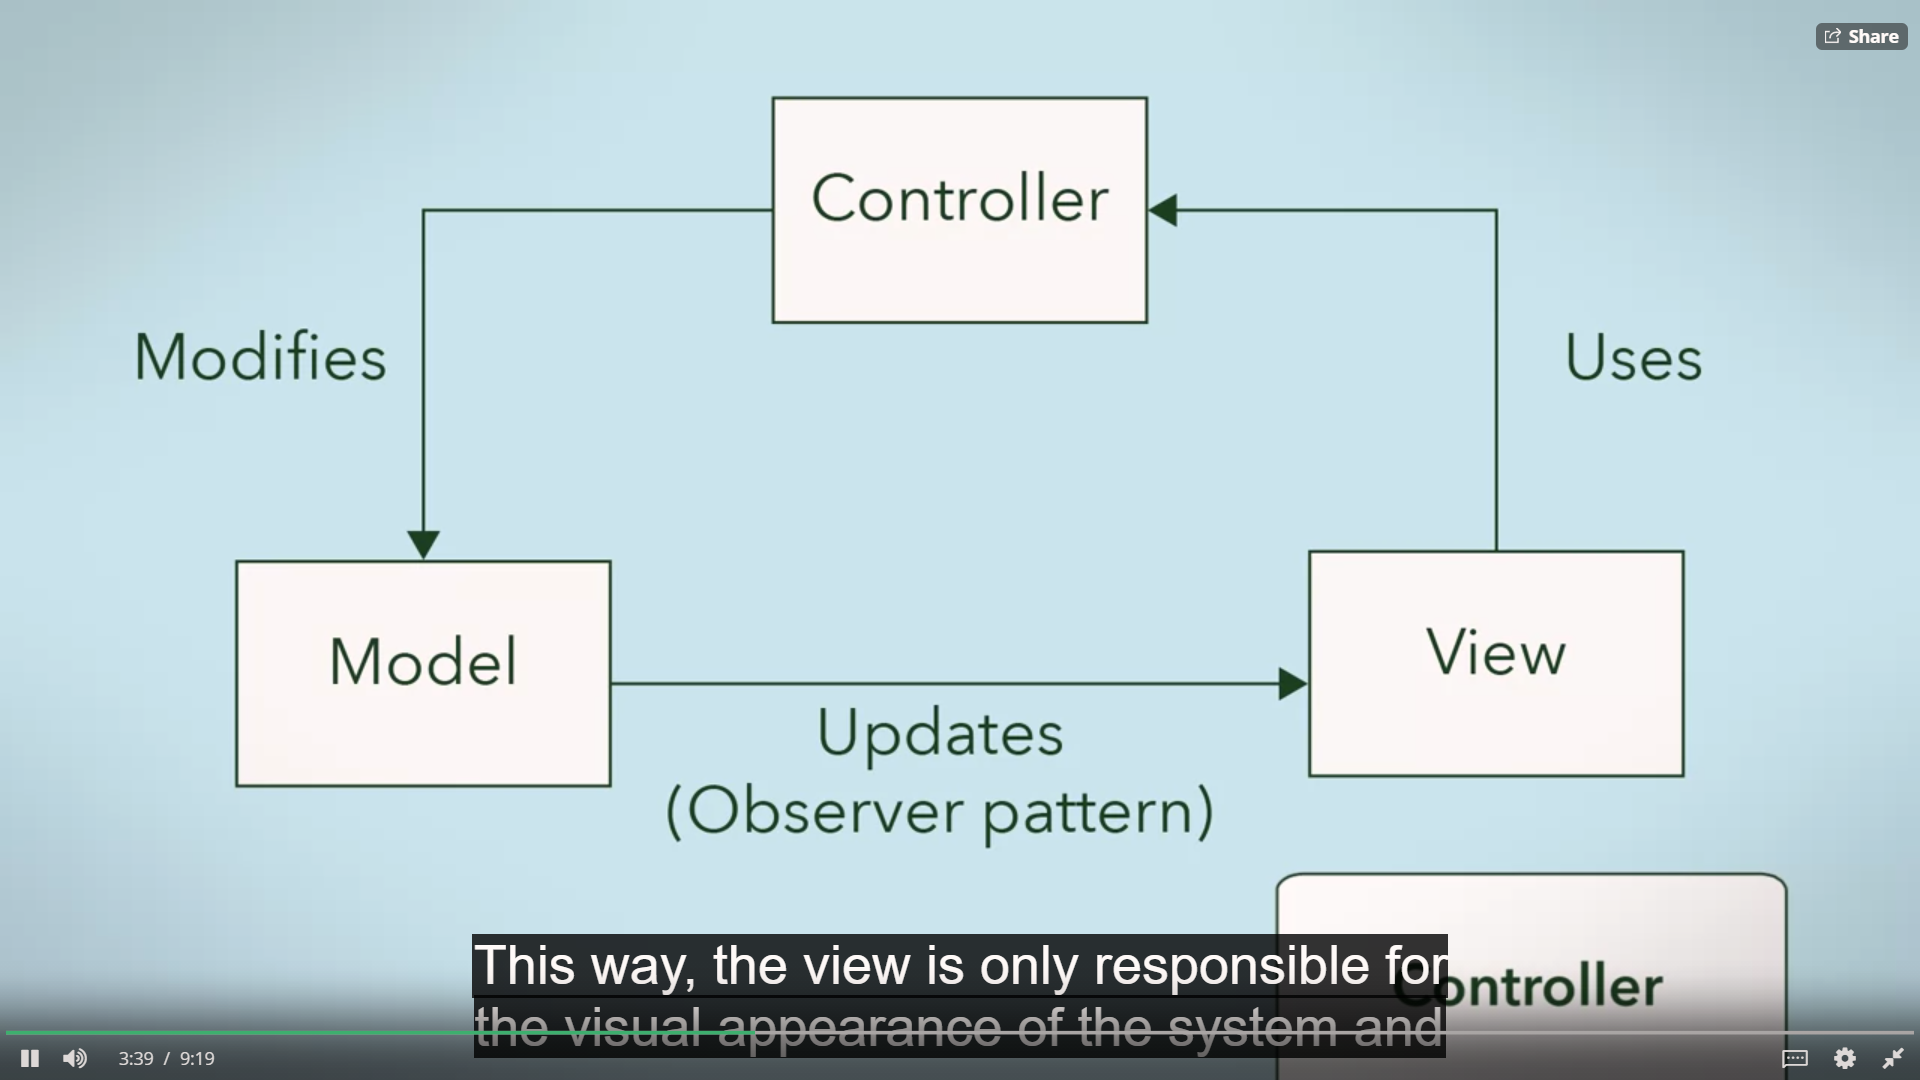 Share
Controller
Modifies
Uses
Model
View
Updates
(Observer pattern)
Controller
This way, the view is only responsible for
the visual appearance of the system and
3:39 / 9:19